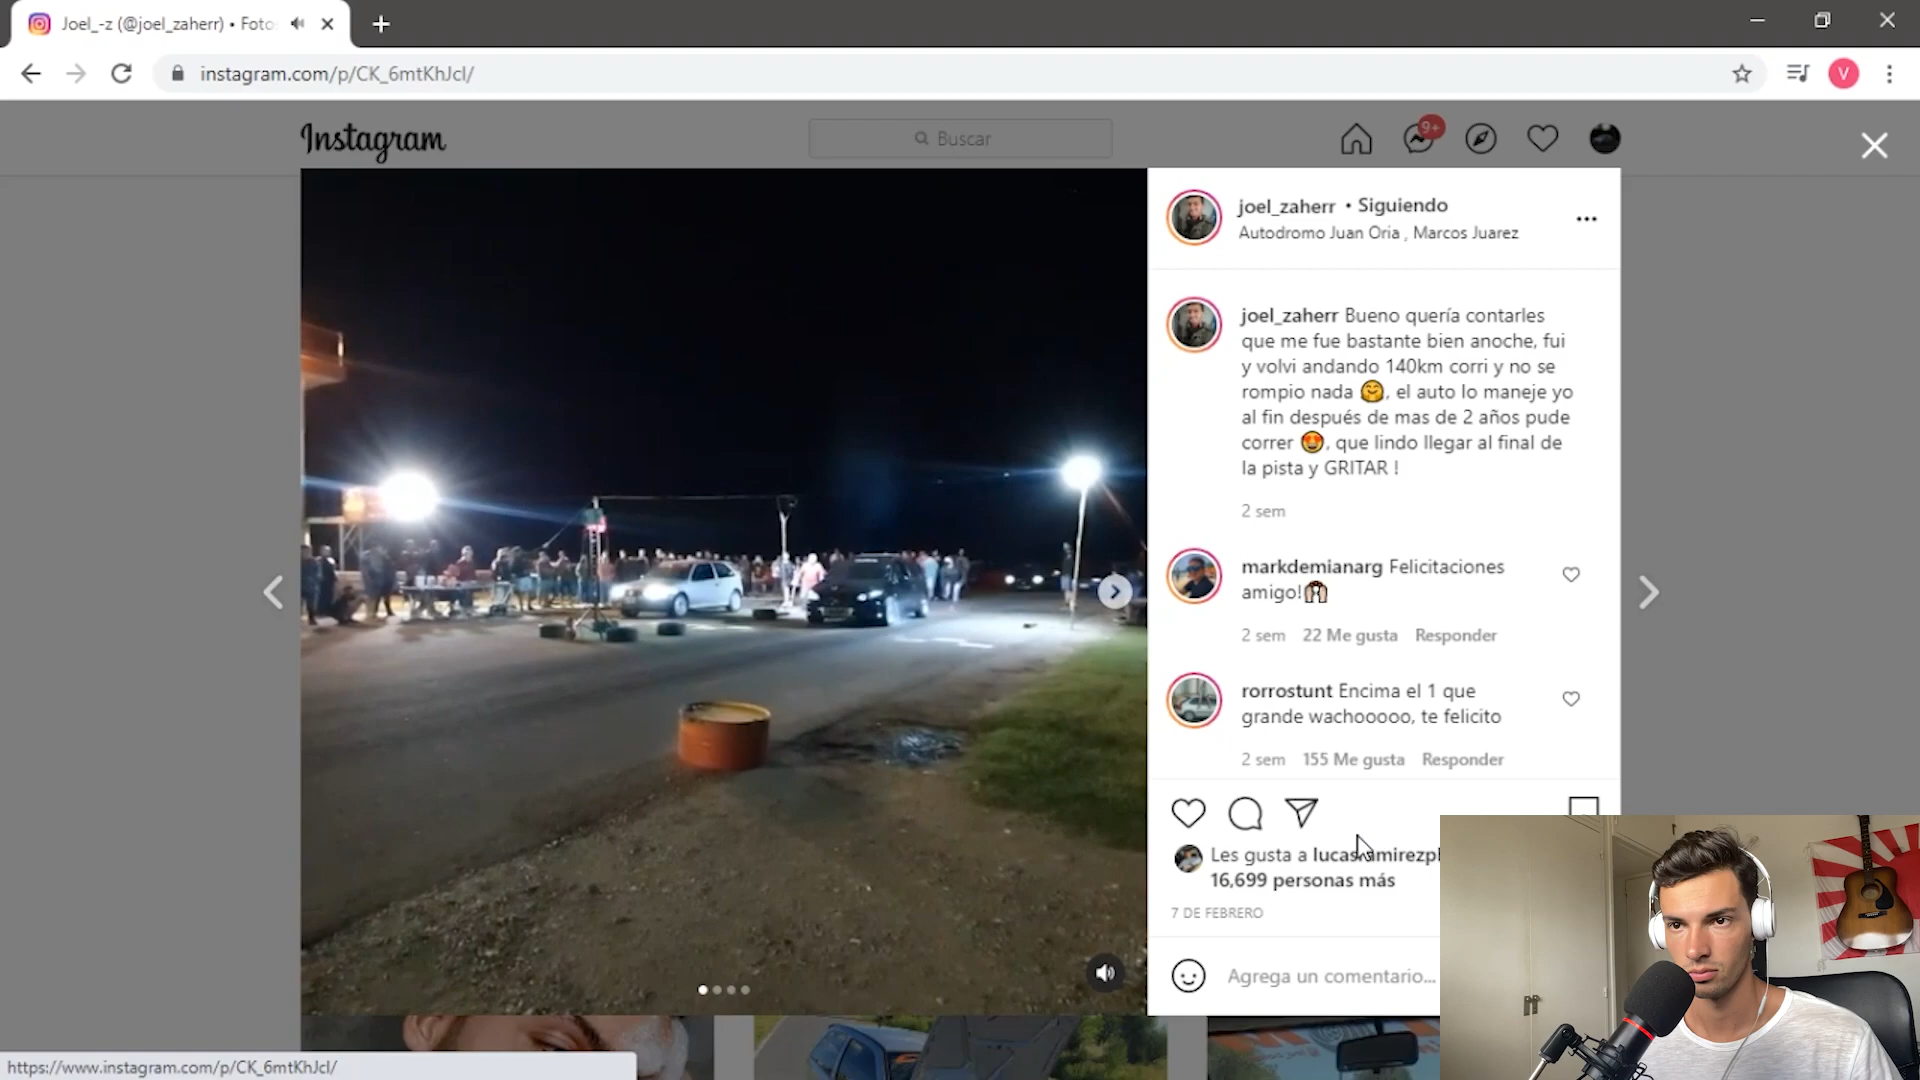 Joel_-z (@joel_zaherr) • Foto
instagram.com/p/CK_6mtKhJcI/
V
Instagram
Buscar
9+
joel_zaherr • Siguiendo
Autodromo Juan Oria , Marcos Juarez
joel_zaherr Bueno quería contarles
que me fue bastante bien anoche, fui
y volvi andando 140km corri y no se
rompio nada 🤗, el auto lo maneje yo
al fin después de mas de 2 años pude
correr 😍, que lindo llegar al final de
la pista y GRITAR !
2 sem
markdemianarg Felicitaciones
amigo!🙌
2 sem 22 Me gusta Responder
rorrostunt Encima el 1 que
grande wachooooo, te felicito
2 sem 155 Me gusta Responder
Les gusta a lucasramirezpl
16,699 personas más
7 DE FEBRERO
Agrega un comentario...
https://www.instagram.com/p/CK_6mtKhJcI/